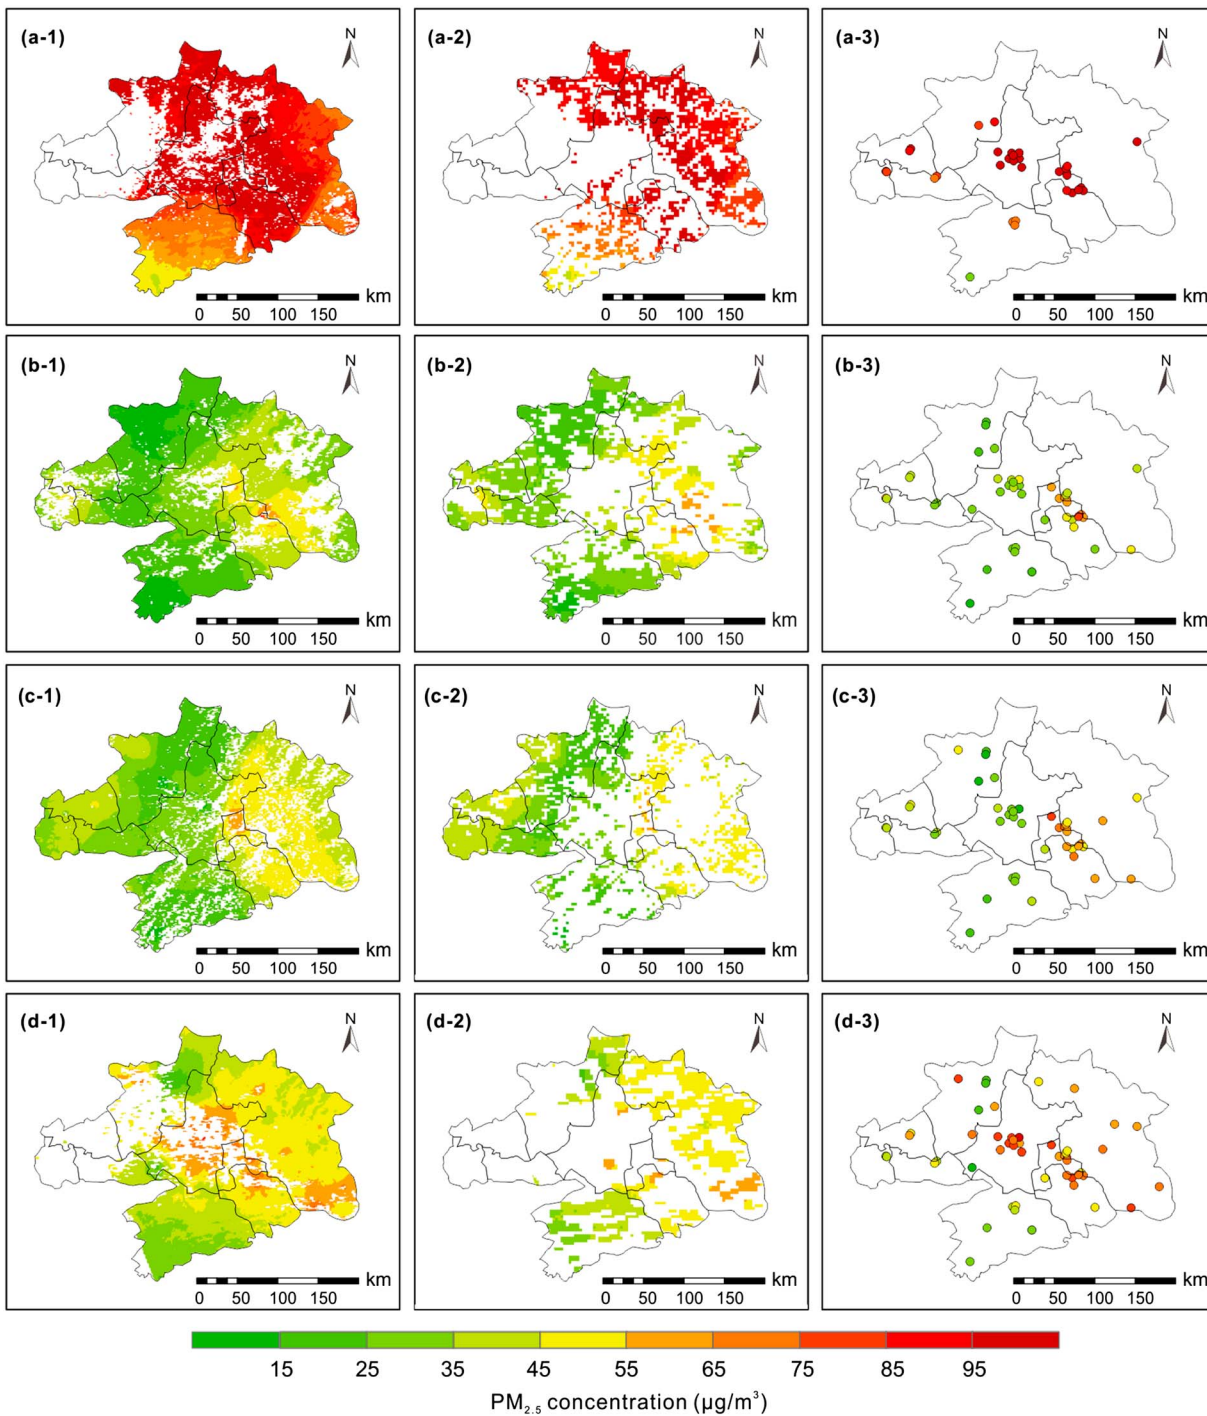 (a-1) N
km
0 50 100 150
(a-2) N
km
0 50 100 150
(a-3) N
km
0 50 100 150
(b-1) N
km
0 50 100 150
(b-2) N
km
0 50 100 150
(b-3) N
km
0 50 100 150
(c-1) N
km
0 50 100 150
(c-2) N
km
0 50 100 150
(c-3) N
km
0 50 100 150
(d-1) N
km
0 50 100 150
(d-2) N
km
0 50 100 150
(d-3) N
km
0 50 100 150
15 25 35 45 55 65 75 85 95
PM₂.₅ concentration (μg/m³)